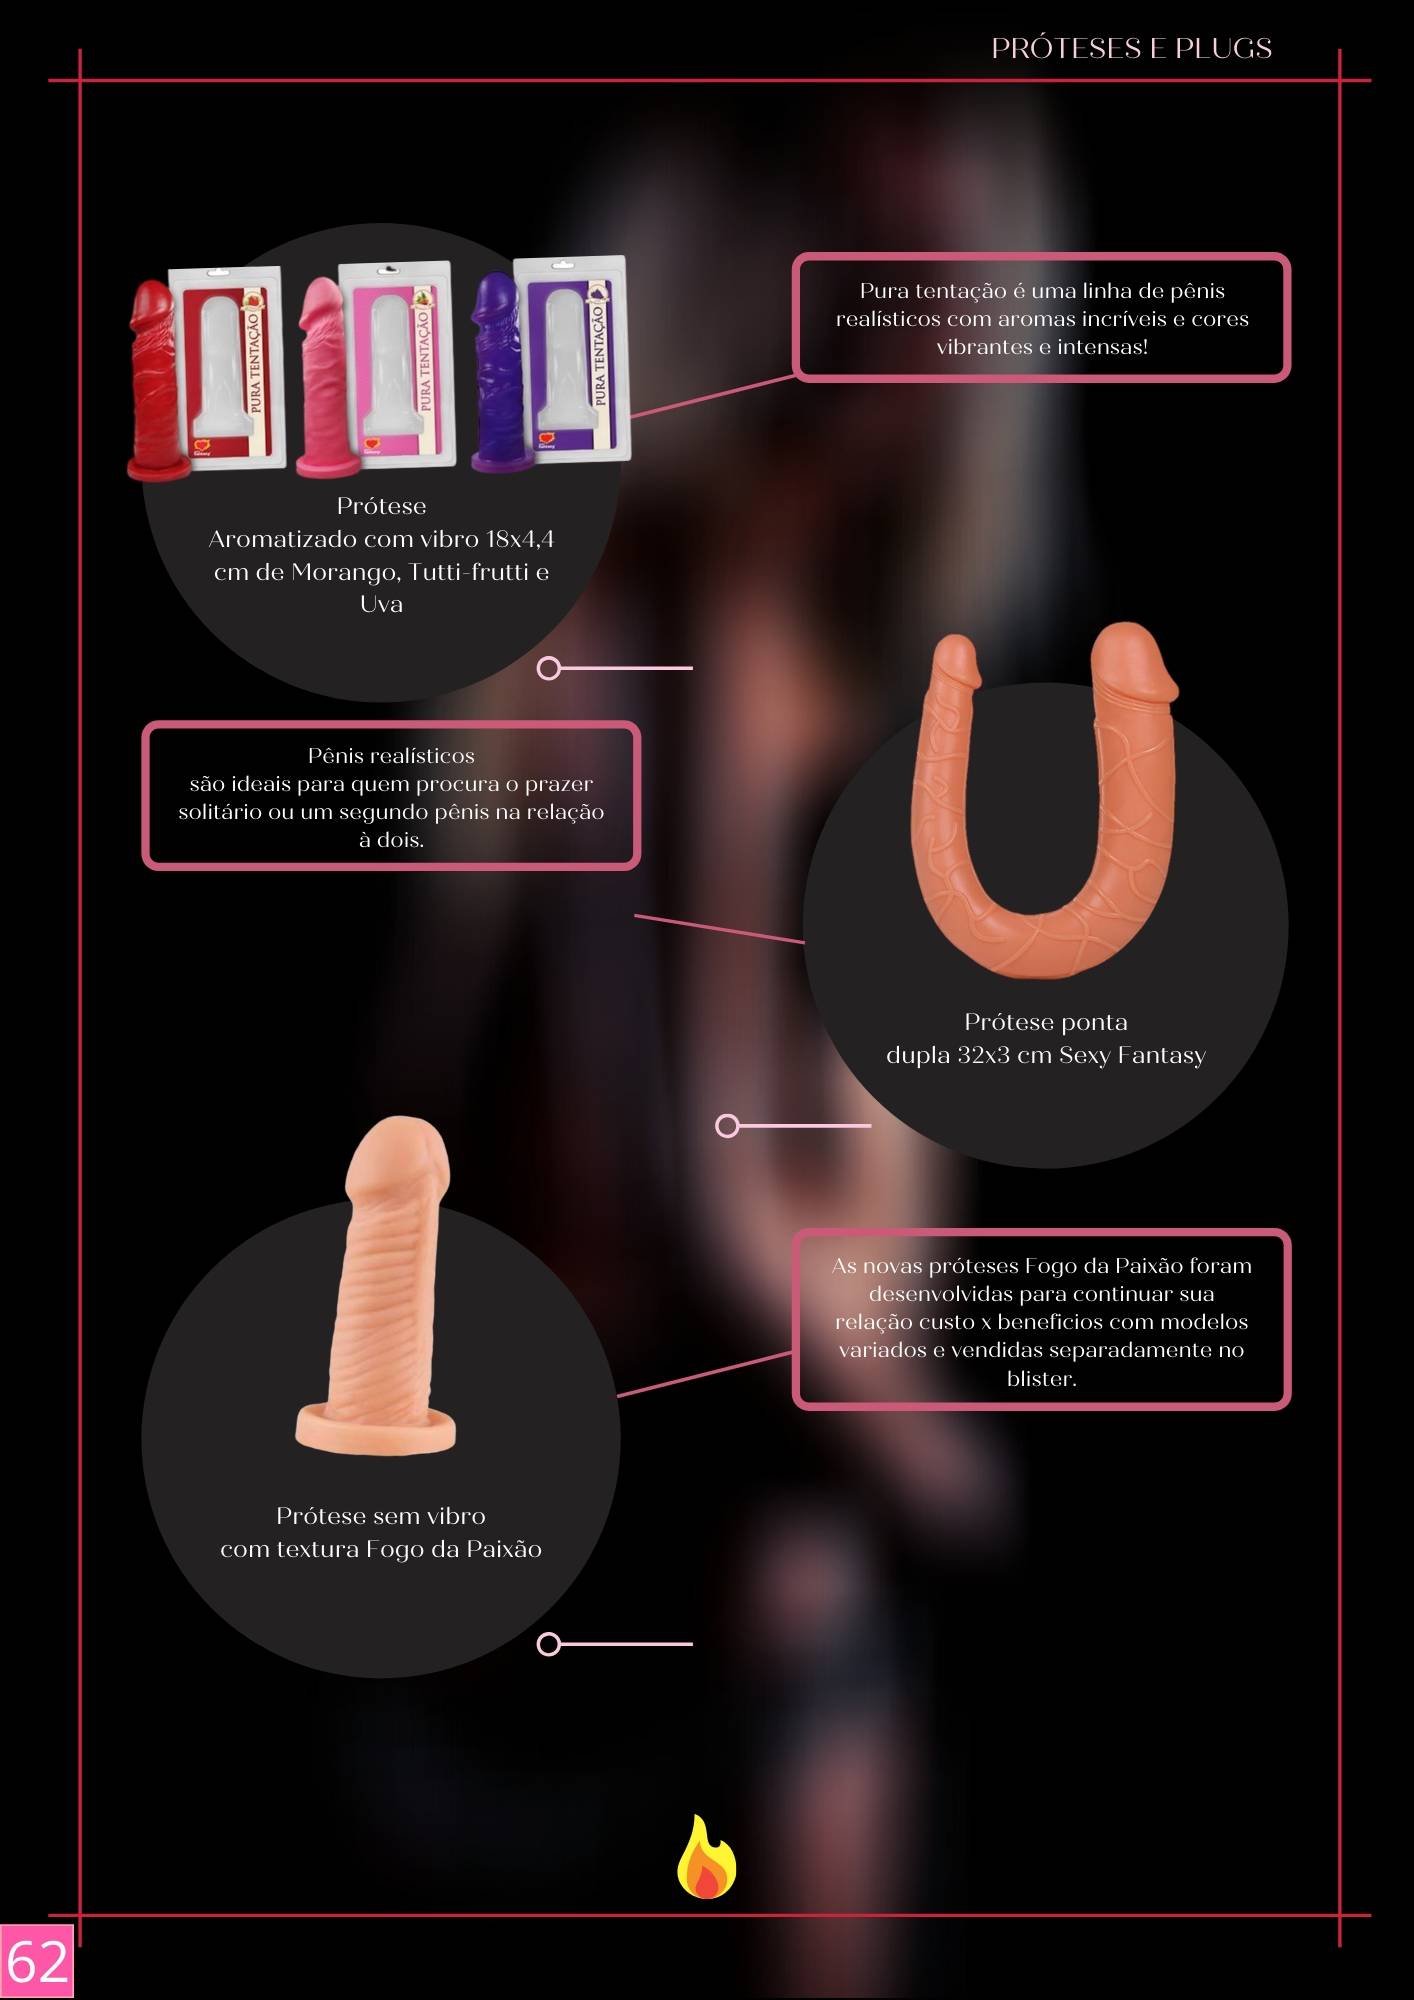 PRÓTESES E PLUGS
PURA TENTAÇÃO
PURA TENTAÇÃO
PURA TENTAÇÃO
Pura tentação é uma linha de pênis
realísticos com aromas incríveis e cores
vibrantes e intensas!
Prótese
Aromatizado com vibro 18x4,4
cm de Morango, Tutti-frutti e
Uva
Pênis realísticos
são ideais para quem procura o prazer
solitário ou um segundo pênis na relação
à dois.
Prótese ponta
dupla 32x3 cm Sexy Fantasy
As novas próteses Fogo da Paixão foram
desenvolvidas para continuar sua
relação custo x beneficios com modelos
variados e vendidas separadamente no
blister.
Prótese sem vibro
com textura Fogo da Paixão
62